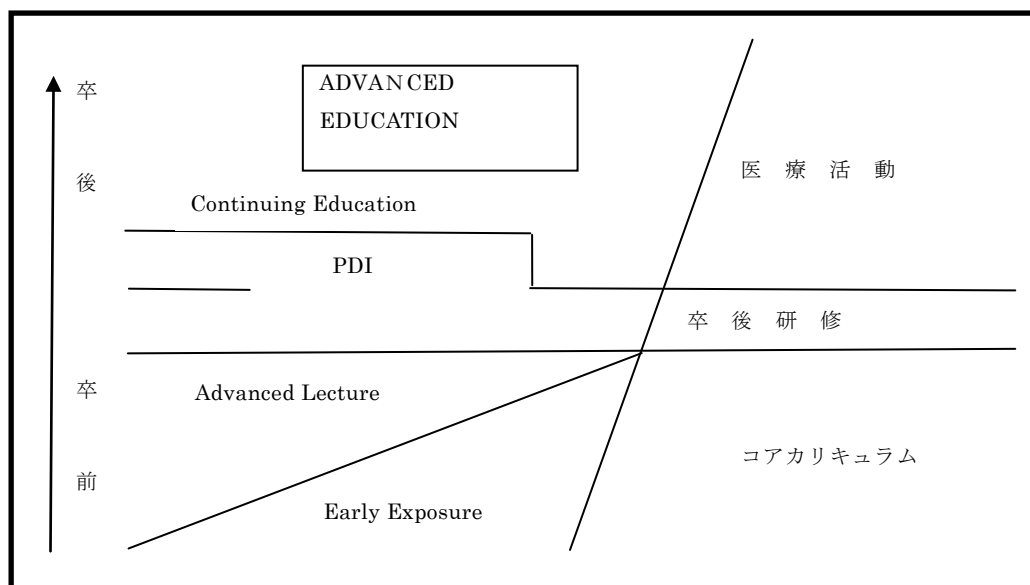 卒後
ADVANCED
EDUCATION
医療活動
Continuing Education
PDI
卒後研修
卒前
Advanced Lecture
コアカリキュラム
Early Exposure